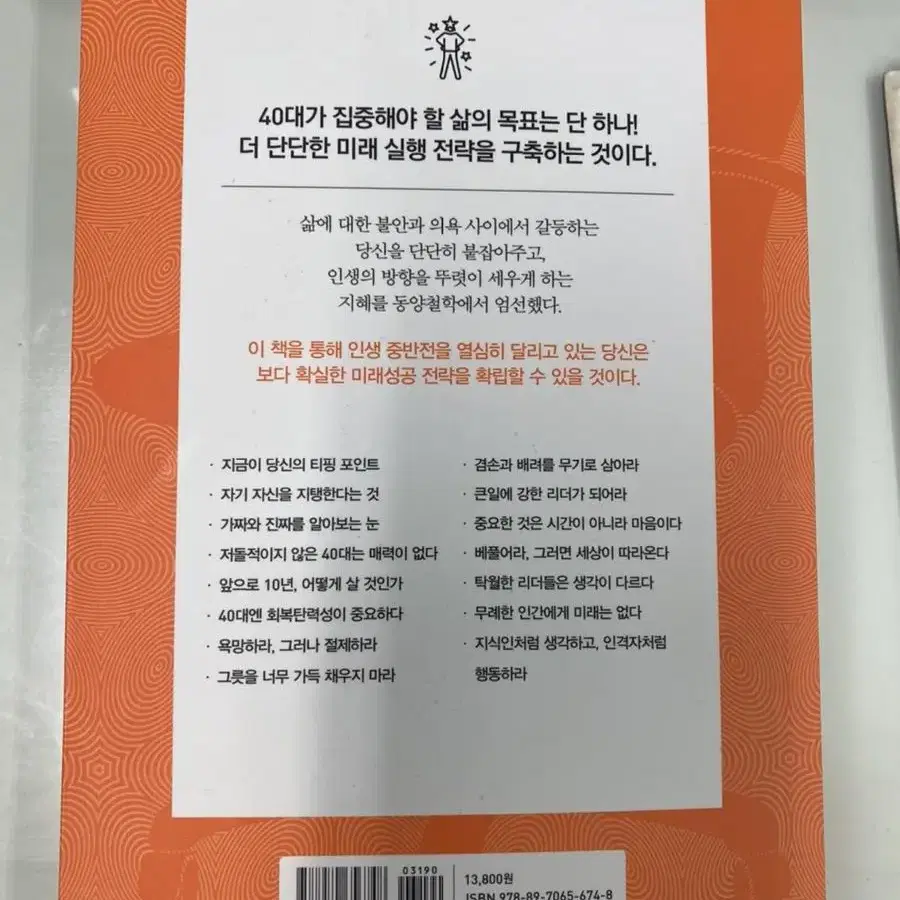 40대가 집중해야 할 삶의 목표는 단 하나!
더 단단한 미래 실행 전략을 구축하는 것이다.
삶에 대한 불안과 의욕 사이에서 갈등하는
당신을 단단히 붙잡아주고,
인생의 방향을 뚜렷이 세우게 하는
지혜를 동양철학에서 엄선했다.
이 책을 통해 인생 중반전을 열심히 달리고 있는 당신은
보다 확실한 미래성공 전략을 확립할 수 있을 것이다.
· 지금이 당신의 티핑 포인트
· 자기 자신을 지탱한다는 것
· 가짜와 진짜를 알아보는 눈
· 저돌적이지 않은 40대는 매력이 없다
· 앞으로 10년, 어떻게 살 것인가
· 40대엔 회복탄력성이 중요하다
· 욕망하라, 그러나 절제하라
· 그릇을 너무 가득 채우지 마라
· 겸손과 배려를 무기로 삼아라
· 큰일에 강한 리더가 되어라
· 중요한 것은 시간이 아니라 마음이다
· 베풀어라, 그러면 세상이 따라온다
· 탁월한 리더들은 생각이 다르다
· 무례한 인간에게 미래는 없다
· 지식인처럼 생각하고, 인격자처럼
행동하라
03190
13,800원
ISBN 978-89-7065-674-8